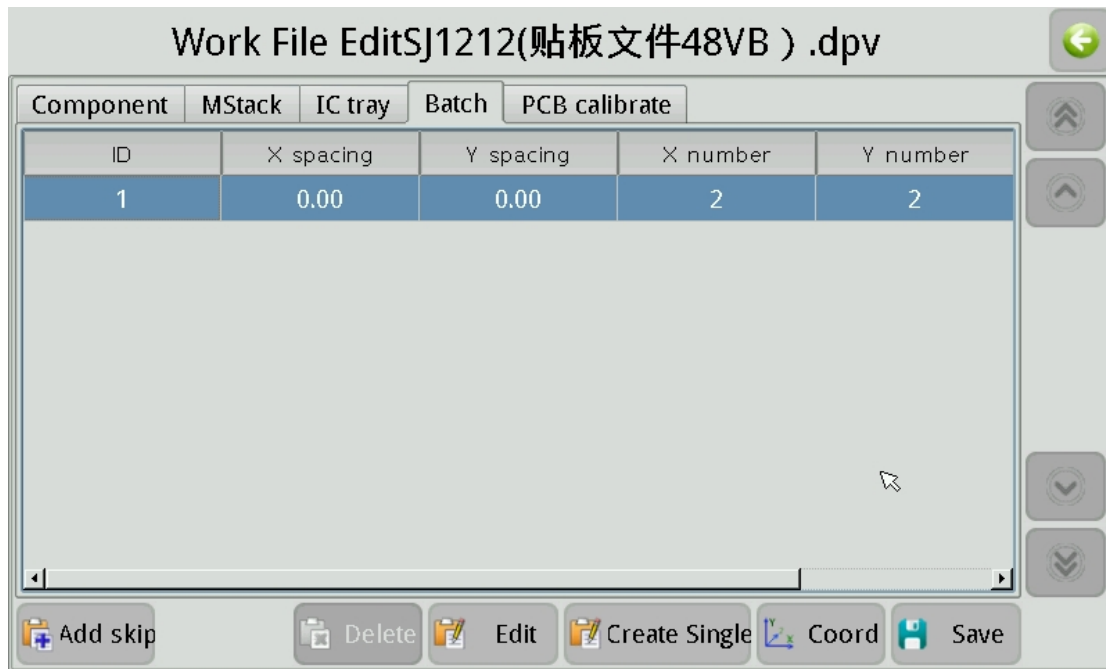 Work File EditSJ1212(贴板文件48VB）.dpv
Component MStack IC tray Batch PCB calibrate
ID X spacing Y spacing X number Y number
1 0.00 0.00 2 2
Add skip Delete Edit Create Single Coord Save